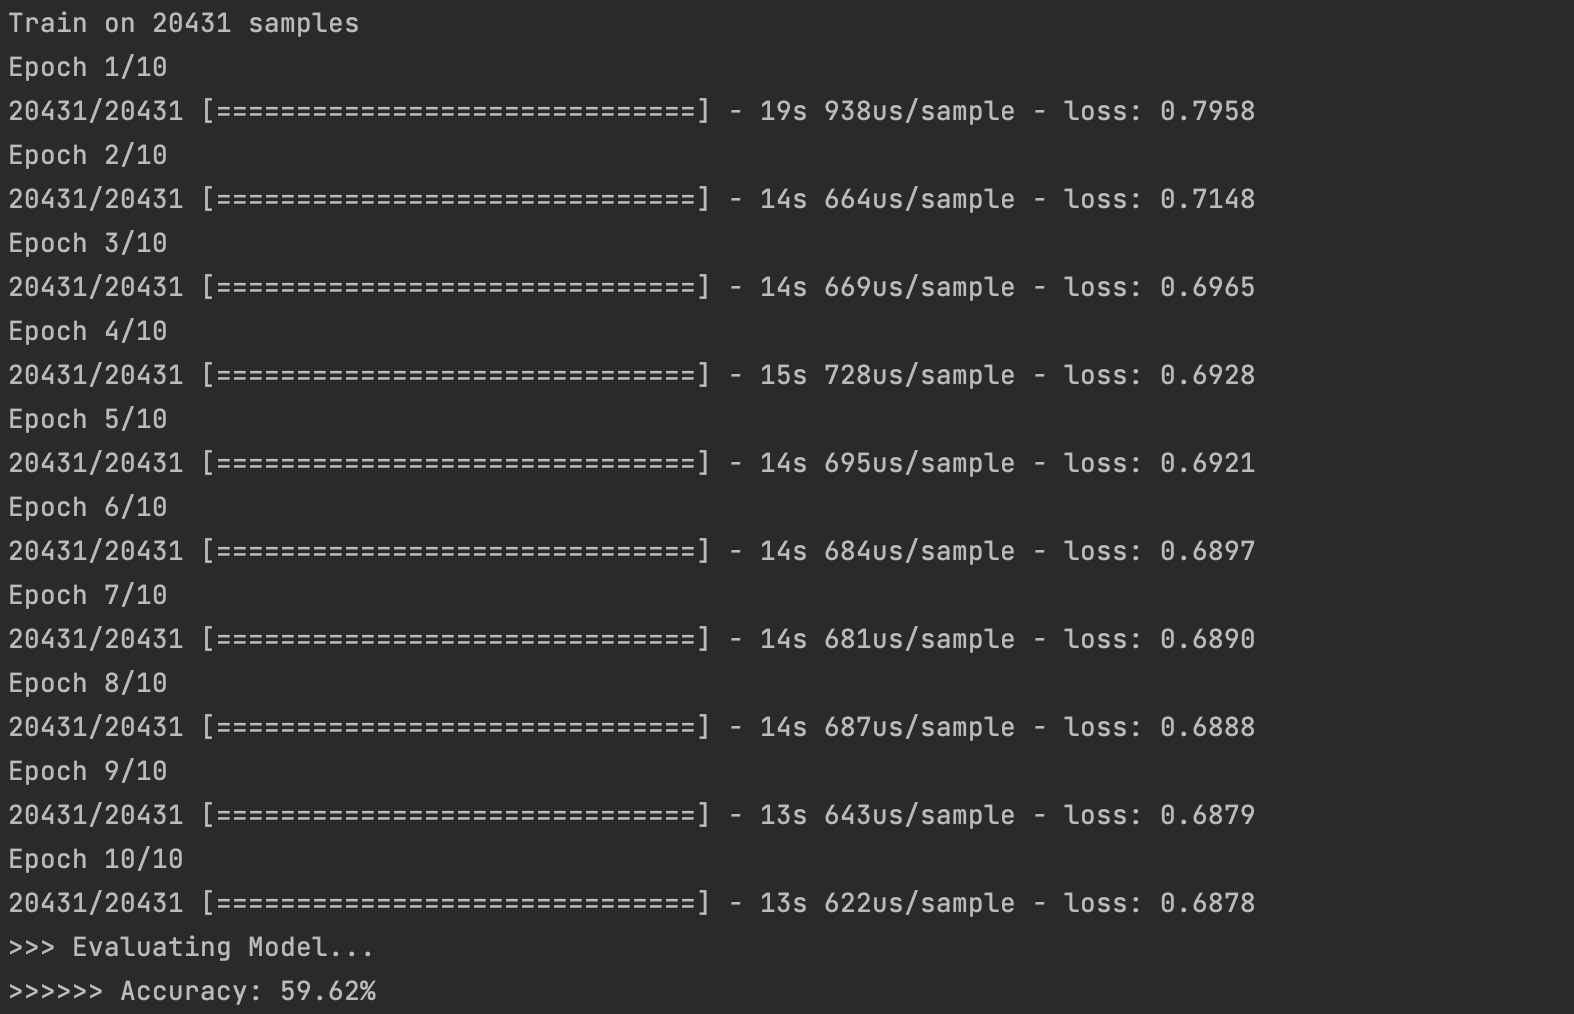 Train on 20431 samples
Epoch 1/10
20431/20431 [==============================] - 19s 938us/sample - loss: 0.7958
Epoch 2/10
20431/20431 [==============================] - 14s 664us/sample - loss: 0.7148
Epoch 3/10
20431/20431 [==============================] - 14s 669us/sample - loss: 0.6965
Epoch 4/10
20431/20431 [==============================] - 15s 728us/sample - loss: 0.6928
Epoch 5/10
20431/20431 [==============================] - 14s 695us/sample - loss: 0.6921
Epoch 6/10
20431/20431 [==============================] - 14s 684us/sample - loss: 0.6897
Epoch 7/10
20431/20431 [==============================] - 14s 681us/sample - loss: 0.6890
Epoch 8/10
20431/20431 [==============================] - 14s 687us/sample - loss: 0.6888
Epoch 9/10
20431/20431 [==============================] - 13s 643us/sample - loss: 0.6879
Epoch 10/10
20431/20431 [==============================] - 13s 622us/sample - loss: 0.6878
>>> Evaluating Model...
>>>>>> Accuracy: 59.62%